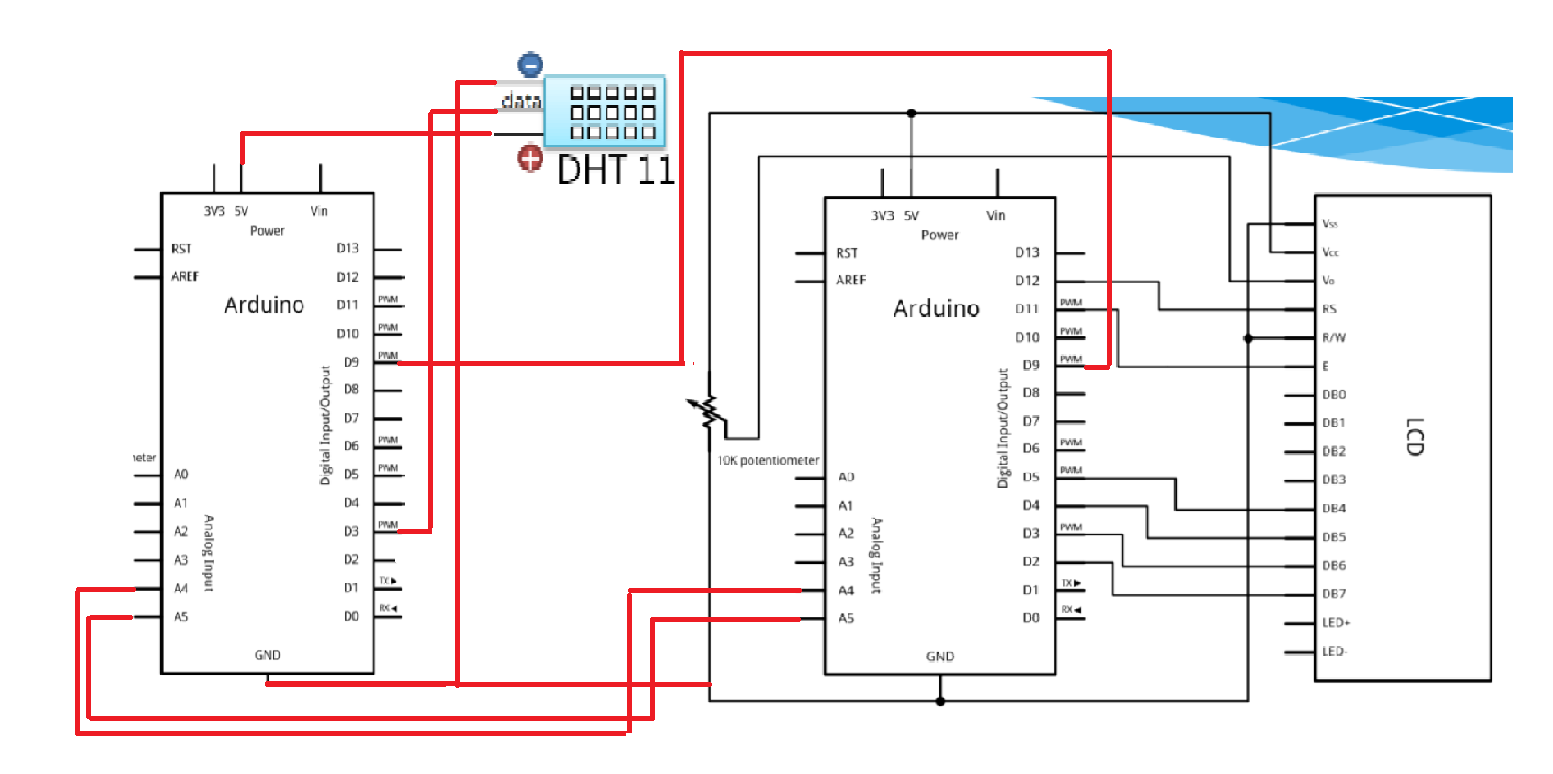 data
DHT 11
3V3 5V Vin
Power
RST
AREF
Arduino
D13
D12
D11 PWM
D10 PWM
D9 PWM
D8
D7
D6 PWM
D5 PWM
D4
D3 PWM
D2
D1 TX
D0 RX
Digital Input/Output
A0
A1
A2
A3
A4
A5
Analog Input
GND
10K potentiometer
3V3 5V Vin
Power
RST
AREF
Arduino
D13
D12
D11 PWM
D10 PWM
D9 PWM
D8
D7
D6 PWM
D5 PWM
D4
D3 PWM
D2
D1 TX
D0 RX
Digital Input/Output
A0
A1
A2
A3
A4
A5
Analog Input
GND
Vss
Vcc
Vo
RS
R/W
E
DB0
DB1
DB2
DB3
DB4
DB5
DB6
DB7
LED+
LED-
LCD